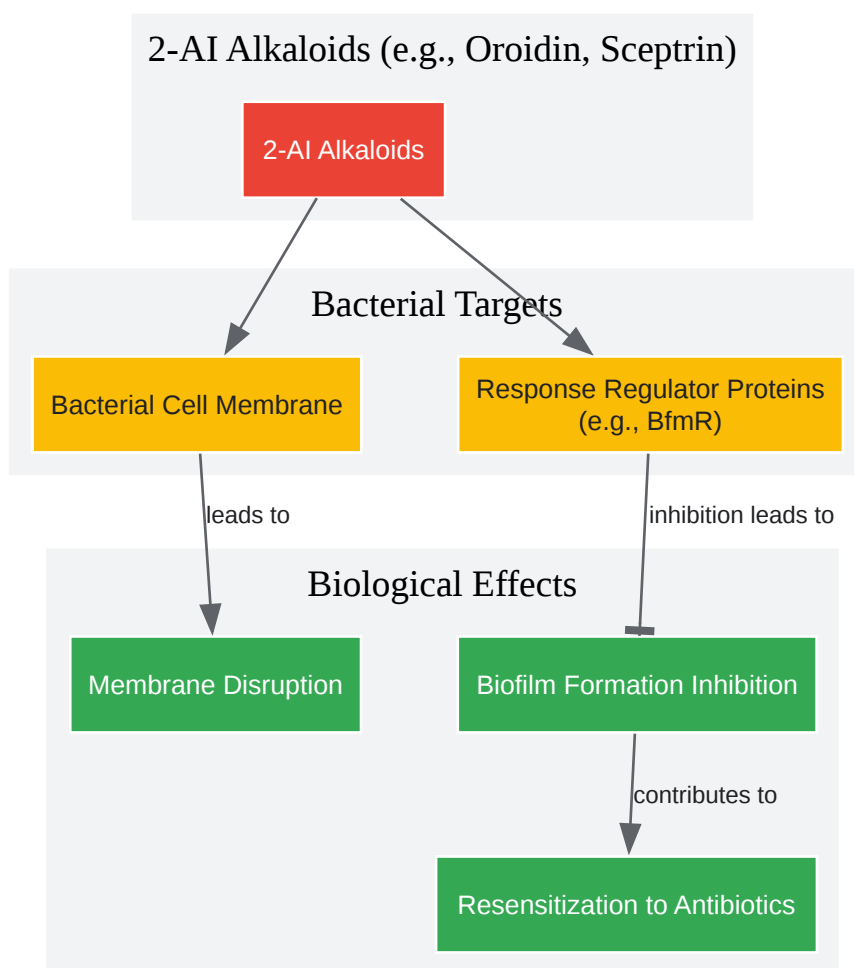 2-AI Alkaloids (e.g., Oroidin, Sceptrin)
2-AI Alkaloids
Bacterial Targets
Bacterial Cell Membrane
Response Regulator Proteins
(e.g., BfmR)
leads to
inhibition leads to
Biological Effects
Membrane Disruption
Biofilm Formation Inhibition
contributes to
Resensitization to Antibiotics